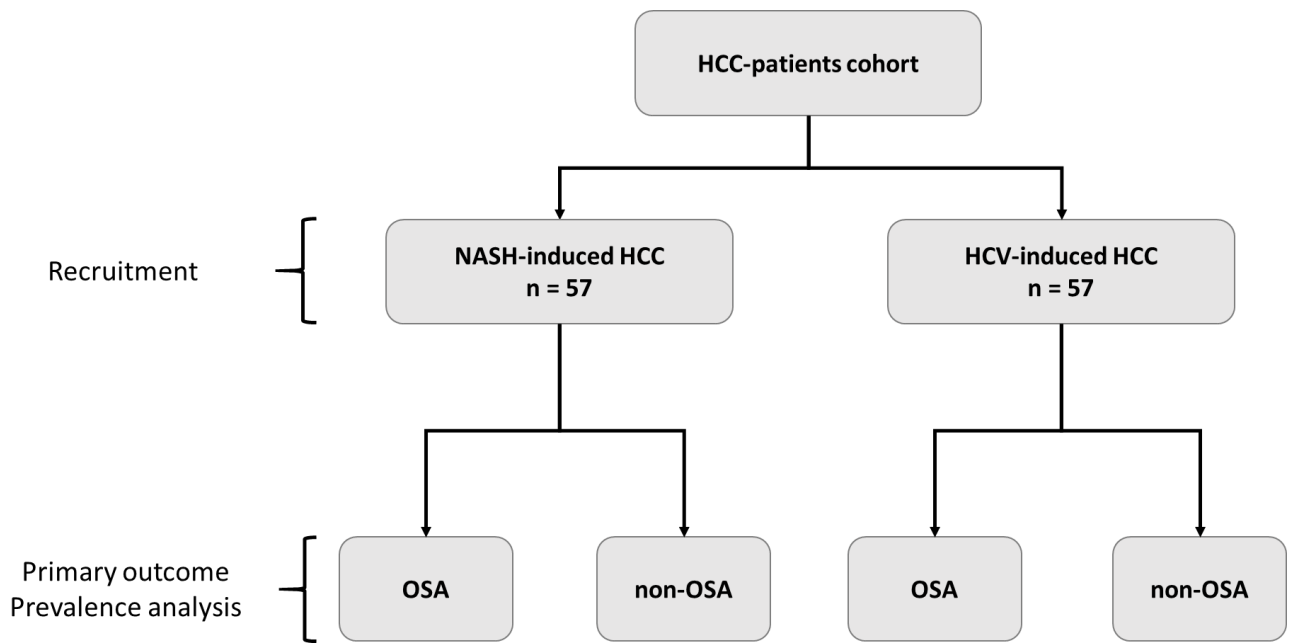 HCC-patients cohort
Recruitment
NASH-induced HCC
n = 57
HCV-induced HCC
n = 57
Primary outcome
Prevalence analysis
OSA
non-OSA
OSA
non-OSA